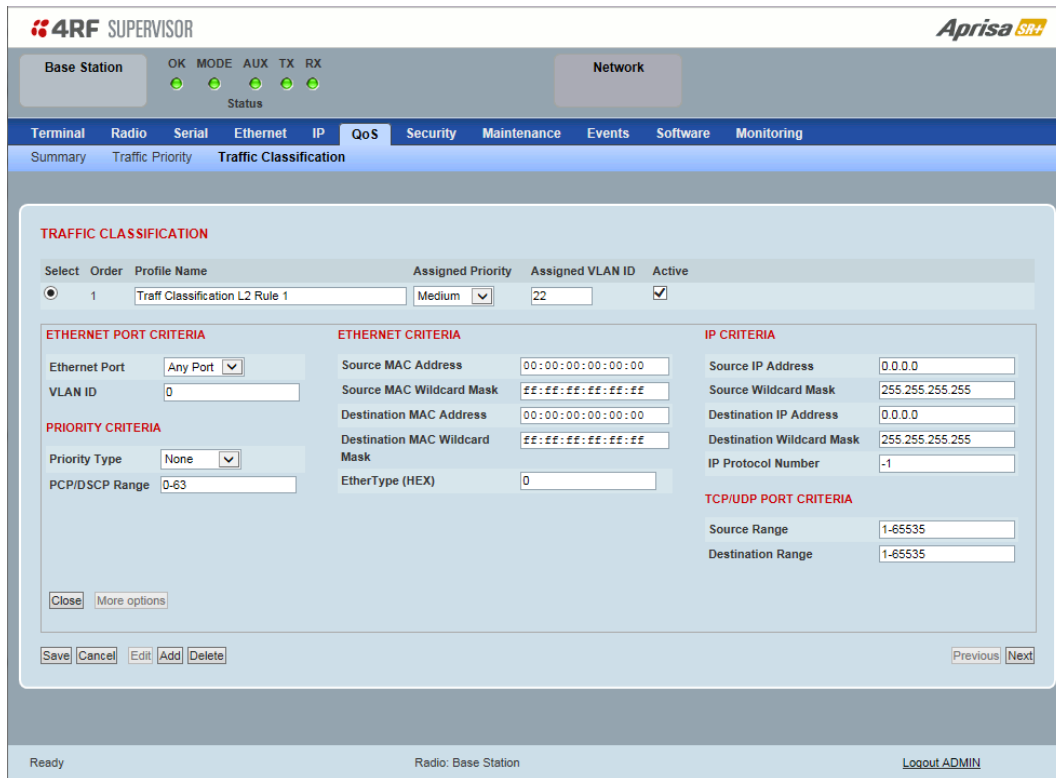 4RF SUPERVISOR
Aprisa SR+
Base Station
OK MODE AUX TX RX
Status
Network
Terminal Radio Serial Ethernet IP QoS Security Maintenance Events Software Monitoring
Summary Traffic Priority Traffic Classification
TRAFFIC CLASSIFICATION
Select Order Profile Name Assigned Priority Assigned VLAN ID Active
1 Traff Classification L2 Rule 1 Medium 22
ETHERNET PORT CRITERIA
Ethernet Port Any Port
VLAN ID 0
PRIORITY CRITERIA
Priority Type None
PCP/DSCP Range 0-63
ETHERNET CRITERIA
Source MAC Address 00:00:00:00:00:00
Source MAC Wildcard Mask ff:ff:ff:ff:ff:ff
Destination MAC Address 00:00:00:00:00:00
Destination MAC Wildcard Mask ff:ff:ff:ff:ff:ff
EtherType (HEX) 0
IP CRITERIA
Source IP Address 0.0.0.0
Source Wildcard Mask 255.255.255.255
Destination IP Address 0.0.0.0
Destination Wildcard Mask 255.255.255.255
IP Protocol Number -1
TCP/UDP PORT CRITERIA
Source Range 1-65535
Destination Range 1-65535
Close More options
Save Cancel Edit Add Delete Previous Next
Ready Radio: Base Station Logout ADMIN